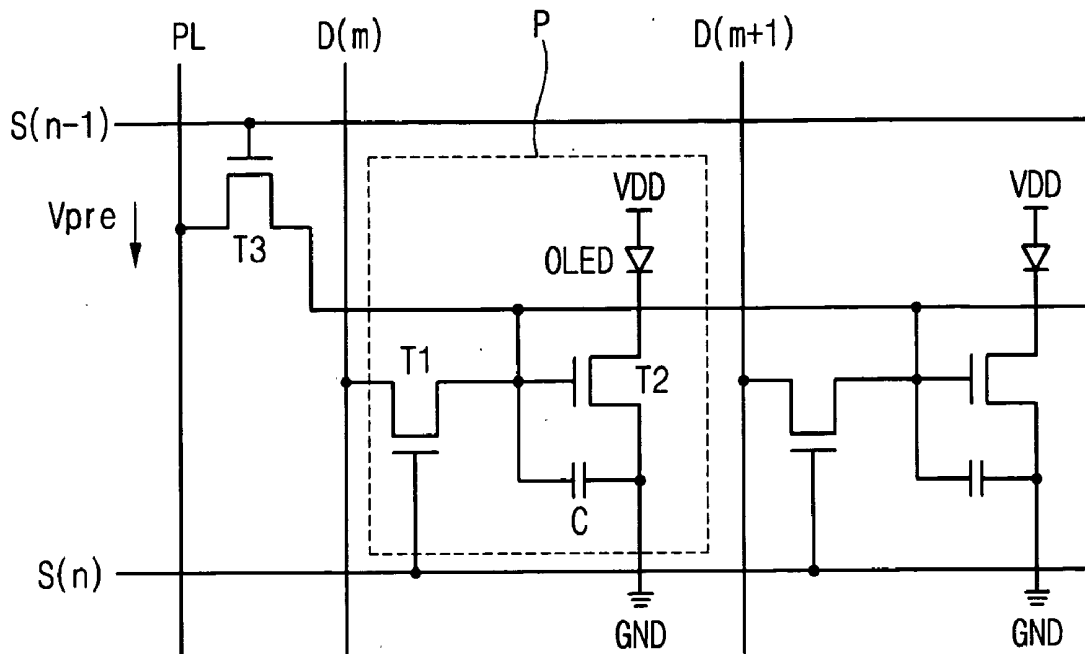 PL
D(m)
P
D(m+1)
S(n-1)
Vpre
T3
VDD
OLED
VDD
T1
T2
C
S(n)
GND
GND